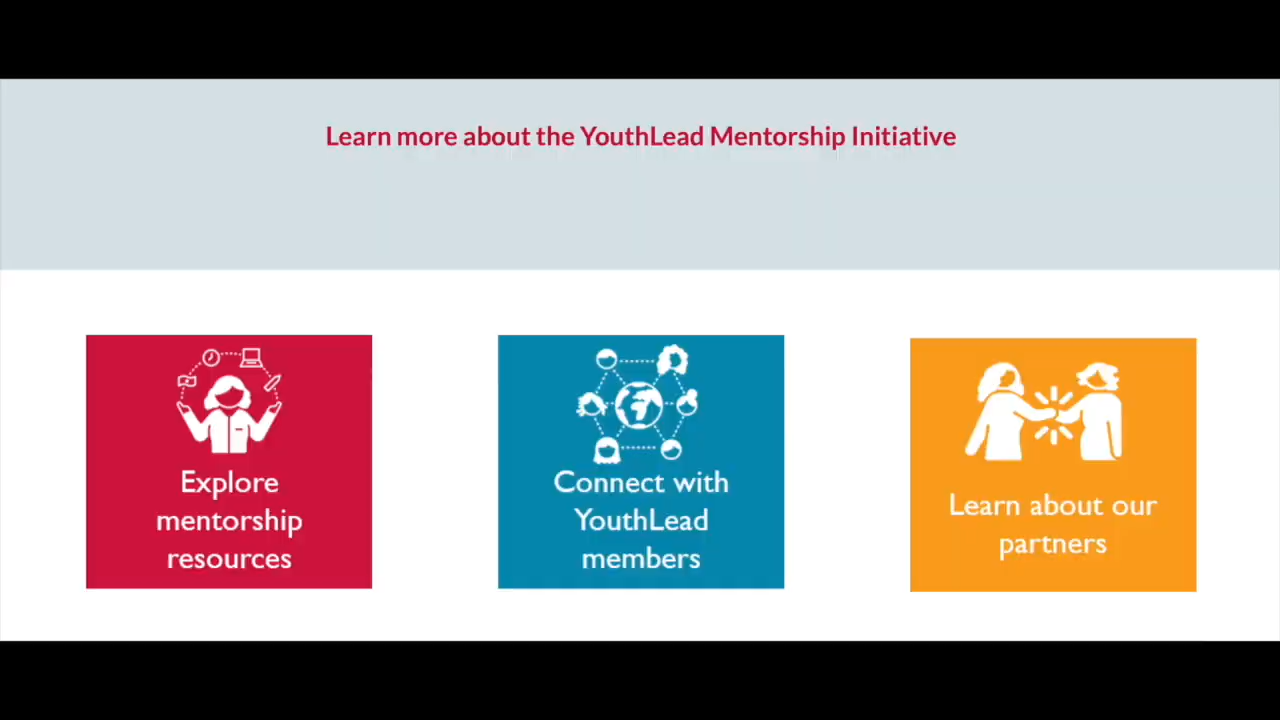 Learn more about the YouthLead Mentorship Initiative
Explore
mentorship
resources
Connect with
YouthLead
members
Learn about our
partners